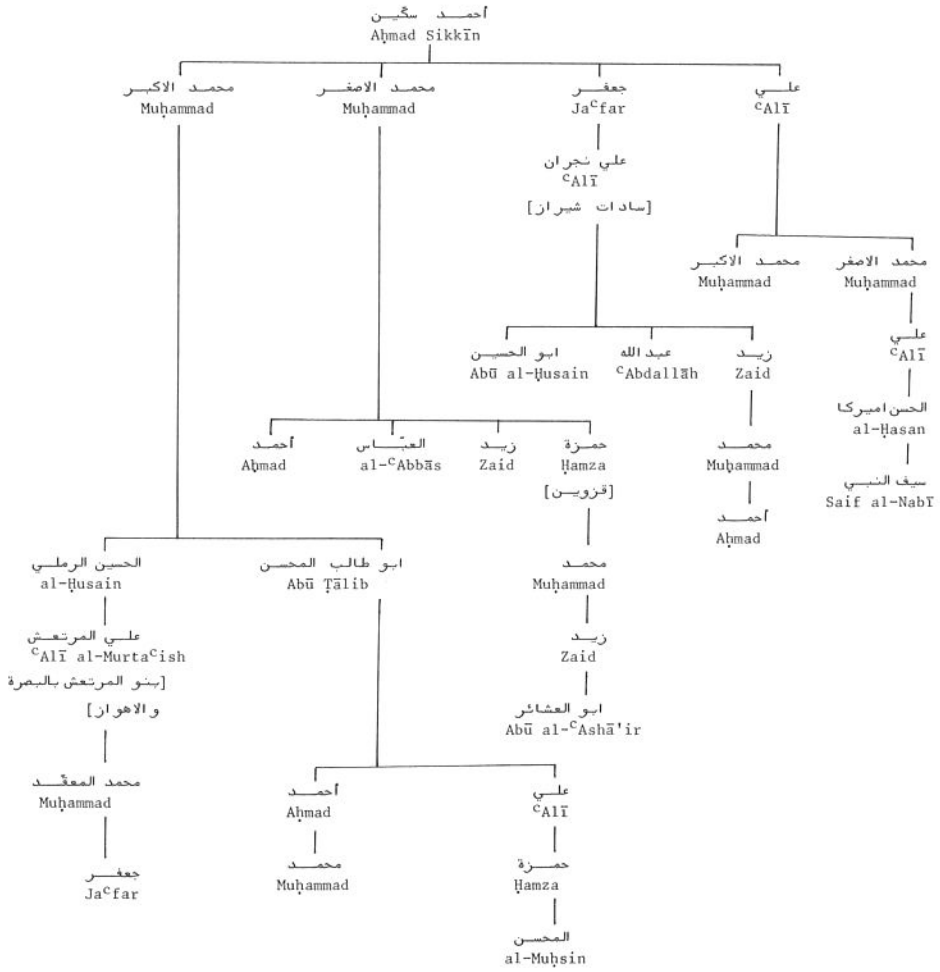 أحمد سكّين
Aḥmad Sikkīn
محمد الاكبر
Muḥammad
محمد الاصغر
Muḥammad
جعفر
Jaᶜfar
علي
ᶜAlī
علي نجران
ᶜAlī
[سادات شيراز]
محمد الاكبر
Muḥammad
محمد الاصغر
Muḥammad
علي
ᶜAlī
ابو الحسين
Abū al-Ḥusain
عبدالله
ᶜAbdallāh
زيد
Zaid
الحسن اميركا
al-Ḥasan
أحمد
Aḥmad
العبّاس
al-ᶜAbbās
زيد
Zaid
حمزة
Ḥamza
[قزوين]
محمد
Muḥammad
سيف النبي
Saif al-Nabī
أحمد
Aḥmad
الحسين الرملي
al-Ḥusain
ابو طالب المحسن
Abū Ṭālib
محمد
Muḥammad
علي المرتعش
ᶜAlī al-Murtaᶜish
[بنو المرتعش بالبصرة
والاهواز]
زيد
Zaid
ابو العشائر
Abū al-ᶜAshā'ir
محمد المعقّد
Muḥammad
أحمد
Aḥmad
علي
ᶜAlī
جعفر
Jaᶜfar
محمد
Muḥammad
حمزة
Ḥamza
المحسن
al-Muḥsin